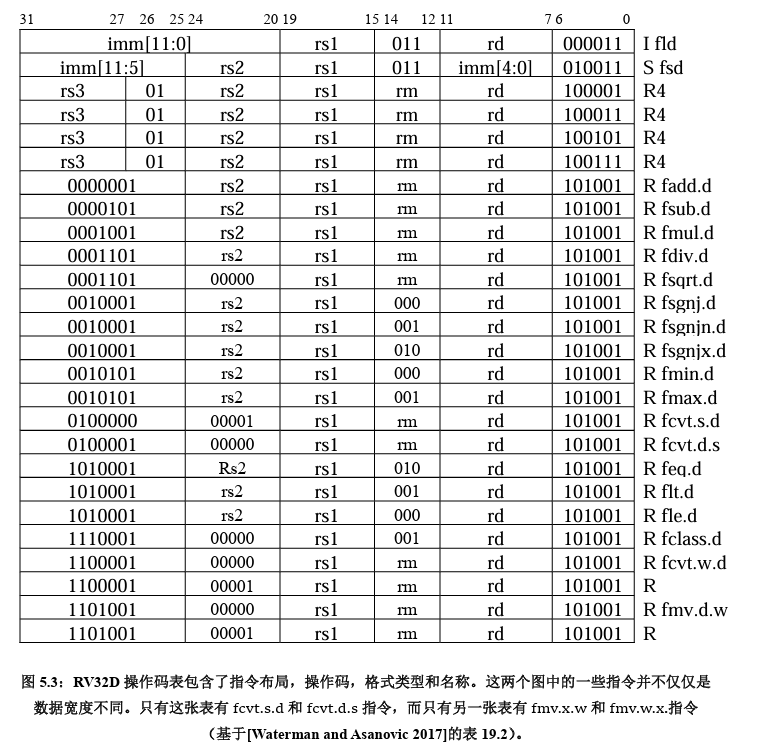 31 27 26 25 24 20 19 15 14 12 11 7 6 0
imm[11:0] rs1 011 rd 000011 I fld
imm[11:5] rs2 rs1 011 imm[4:0] 010011 S fsd
rs3 01 rs2 rs1 rm rd 100001 R4
rs3 01 rs2 rs1 rm rd 100011 R4
rs3 01 rs2 rs1 rm rd 100101 R4
rs3 01 rs2 rs1 rm rd 100111 R4
0000001 rs2 rs1 rm rd 101001 R fadd.d
0000101 rs2 rs1 rm rd 101001 R fsub.d
0001001 rs2 rs1 rm rd 101001 R fmul.d
0001101 rs2 rs1 rm rd 101001 R fdiv.d
0001101 00000 rs1 rm rd 101001 R fsqrt.d
0010001 rs2 rs1 000 rd 101001 R fsgnj.d
0010001 rs2 rs1 001 rd 101001 R fsgnjn.d
0010001 rs2 rs1 010 rd 101001 R fsgnjx.d
0010101 rs2 rs1 000 rd 101001 R fmin.d
0010101 rs2 rs1 001 rd 101001 R fmax.d
0100000 00001 rs1 rm rd 101001 R fcvt.s.d
0100001 00000 rs1 rm rd 101001 R fcvt.d.s
1010001 Rs2 rs1 010 rd 101001 R feq.d
1010001 rs2 rs1 001 rd 101001 R flt.d
1010001 rs2 rs1 000 rd 101001 R fle.d
1110001 00000 rs1 001 rd 101001 R fclass.d
1100001 00000 rs1 rm rd 101001 R fcvt.w.d
1100001 00001 rs1 rm rd 101001 R
1101001 00000 rs1 rm rd 101001 R fmv.d.w
1101001 00001 rs1 rm rd 101001 R
图 5.3：RV32D 操作码表包含了指令布局，操作码，格式类型和名称。这两个图中的一些指令并不仅仅是
数据宽度不同。只有这张表有 fcvt.s.d 和 fcvt.d.s 指令，而只有另一张表有 fmv.x.w 和 fmv.w.x.指令
（基于[Waterman and Asanovic 2017]的表 19.2）。